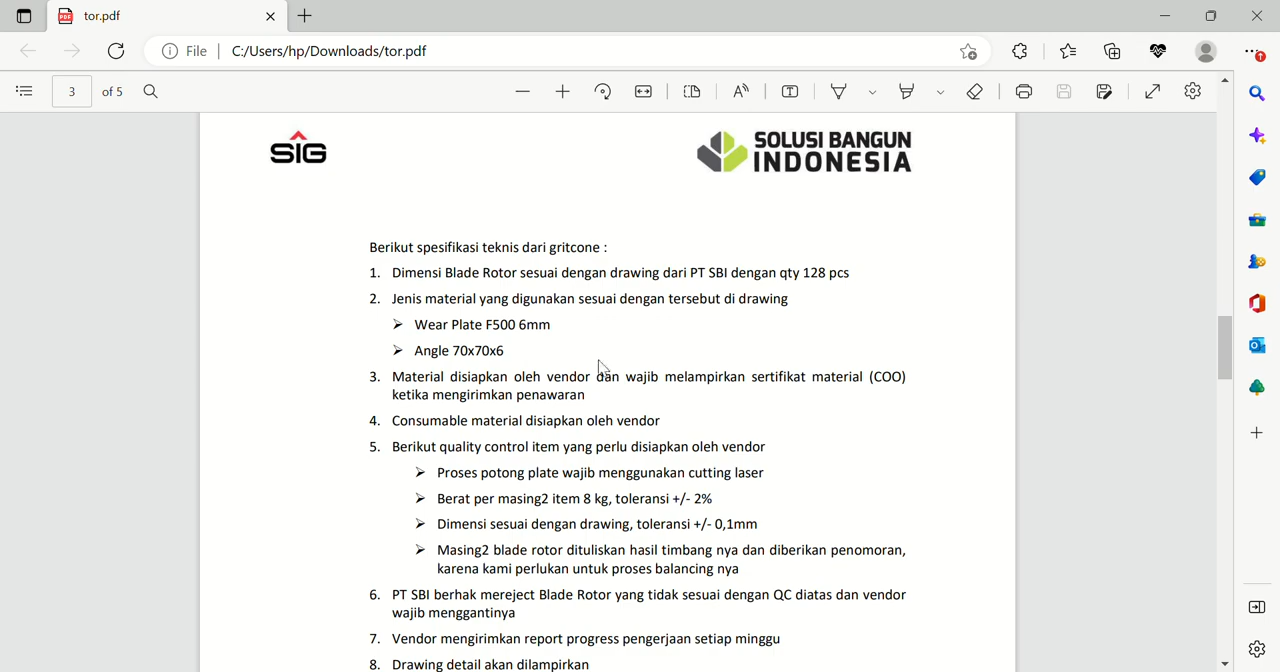 tor.pdf
File
C:/Users/hp/Downloads/tor.pdf
3 of 5
SIG
SOLUSI BANGUN
INDONESIA
Berikut spesifikasi teknis dari gritcone :
1. Dimensi Blade Rotor sesuai dengan drawing dari PT SBI dengan qty 128 pcs
2. Jenis material yang digunakan sesuai dengan tersebut di drawing
➢ Wear Plate F500 6mm
➢ Angle 70x70x6
3. Material disiapkan oleh vendor dan wajib melampirkan sertifikat material (COO)
ketika mengirimkan penawaran
4. Consumable material disiapkan oleh vendor
5. Berikut quality control item yang perlu disiapkan oleh vendor
➢ Proses potong plate wajib menggunakan cutting laser
➢ Berat per masing2 item 8 kg, toleransi +/- 2%
➢ Dimensi sesuai dengan drawing, toleransi +/- 0,1mm
➢ Masing2 blade rotor dituliskan hasil timbang nya dan diberikan penomoran,
karena kami perlukan untuk proses balancing nya
6. PT SBI berhak mereject Blade Rotor yang tidak sesuai dengan QC diatas dan vendor
wajib menggantinya
7. Vendor mengirimkan report progress pengerjaan setiap minggu
8. Drawing detail akan dilampirkan